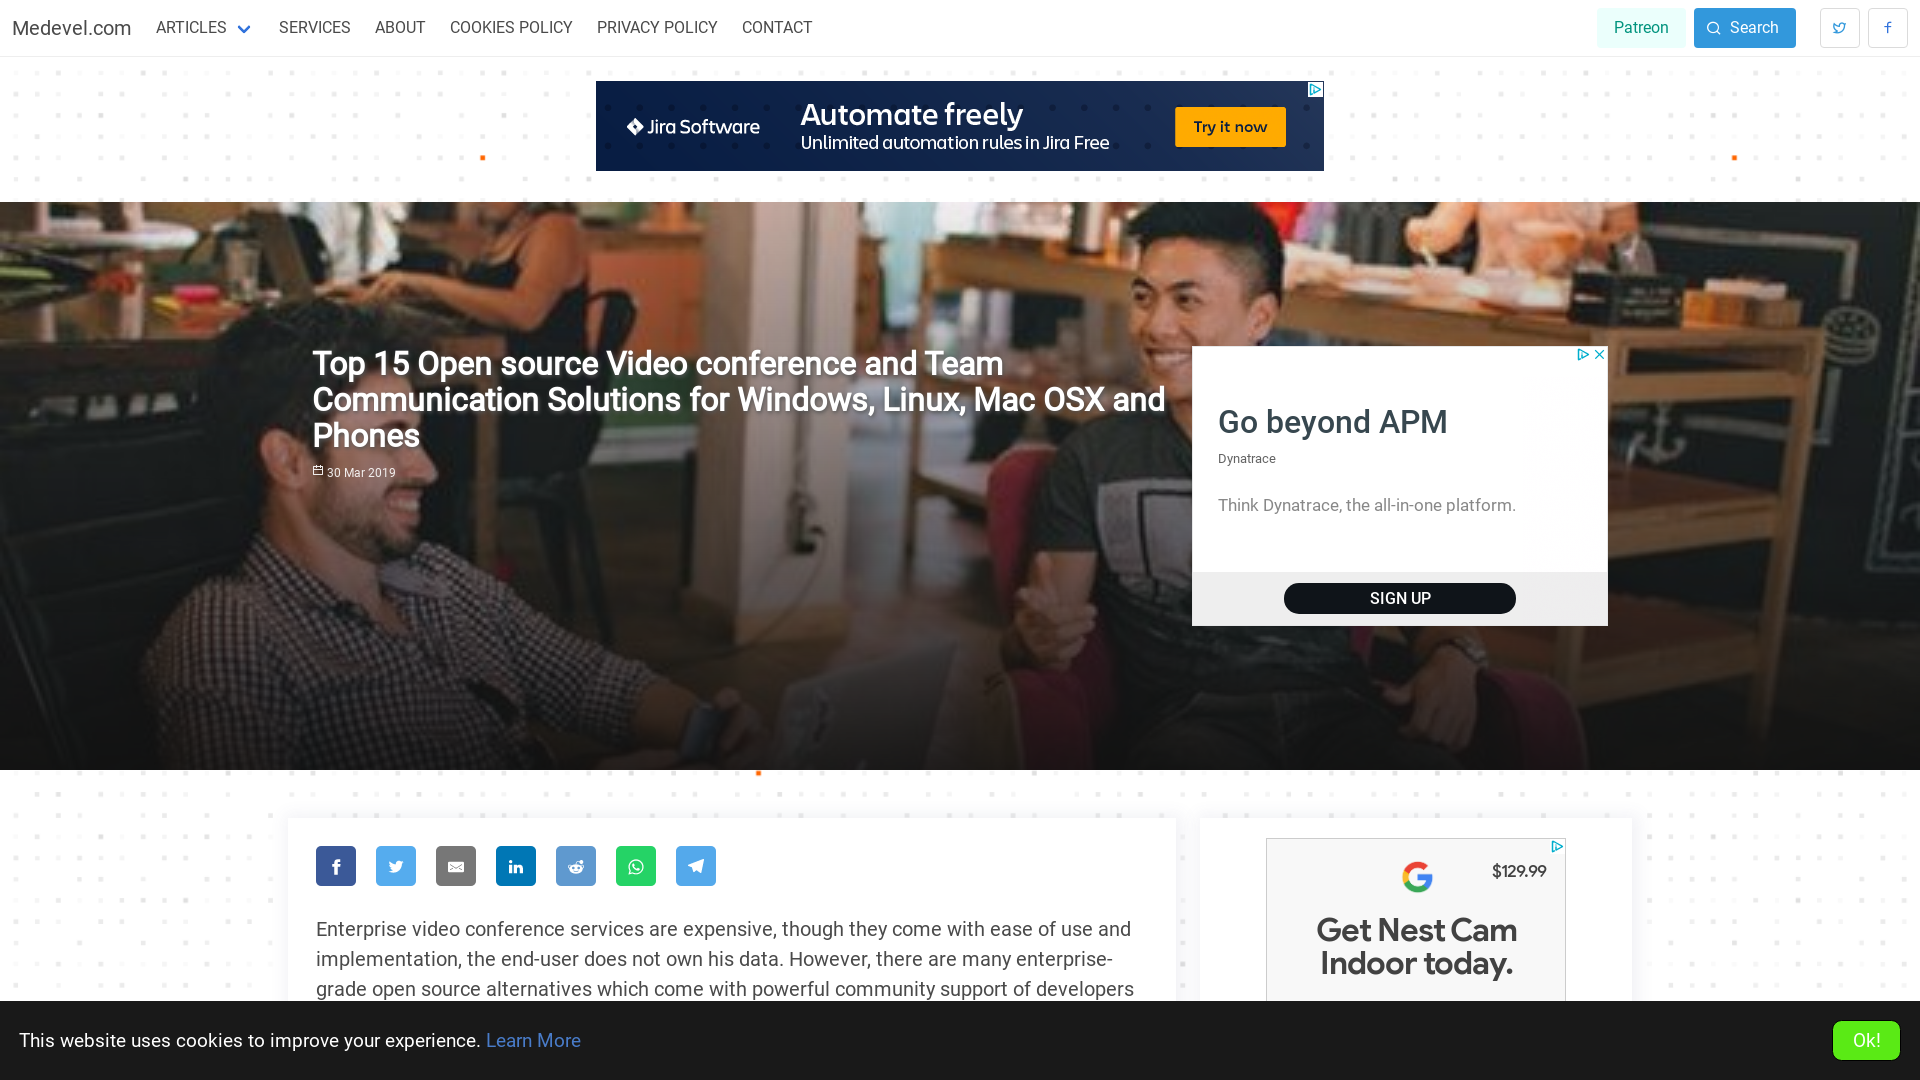 Medevel.com
ARTICLES
SERVICES
ABOUT
COOKIES POLICY
PRIVACY POLICY
CONTACT
Patreon
Search
Jira Software
Automate freely
Unlimited automation rules in Jira Free
Try it now
Top 15 Open source Video conference and Team
Communication Solutions for Windows, Linux, Mac OSX and
Phones
30 Mar 2019
Go beyond APM
Dynatrace
Think Dynatrace, the all-in-one platform.
SIGN UP
Enterprise video conference services are expensive, though they come with ease of use and
implementation, the end-user does not own his data. However, there are many enterprise-
grade open source alternatives which come with powerful community support of developers
$129.99
Get Nest Cam
Indoor today.
This website uses cookies to improve your experience. Learn More
Ok!